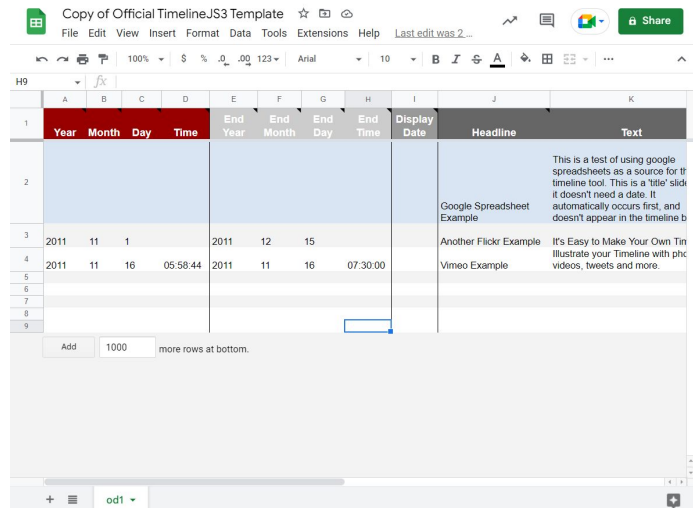 Copy of Official TimelineJS3 Template
File Edit View Insert Format Data Tools Extensions Help Last edit was 2 ...
Share
100% $ % .0 .00 123 Arial 10 B I S A
H9 fx
A B C D E F G H I J K
1 Year Month Day Time End Year End Month End Day End Time Display Date Headline Text
2 Google Spreadsheet Example
This is a test of using google
spreadsheets as a source for th
timeline tool. This is a 'title' slide
it doesn't need a date. It
automatically occurs first, and
doesn't appear in the timeline b
3 2011 11 1 2011 12 15 Another Flickr Example It's Easy to Make Your Own Tim
4 2011 11 16 05:58:44 2011 11 16 07:30:00 Vimeo Example
Illustrate your Timeline with pho
videos, tweets and more.
5
6
7
8
9
Add 1000 more rows at bottom.
od1